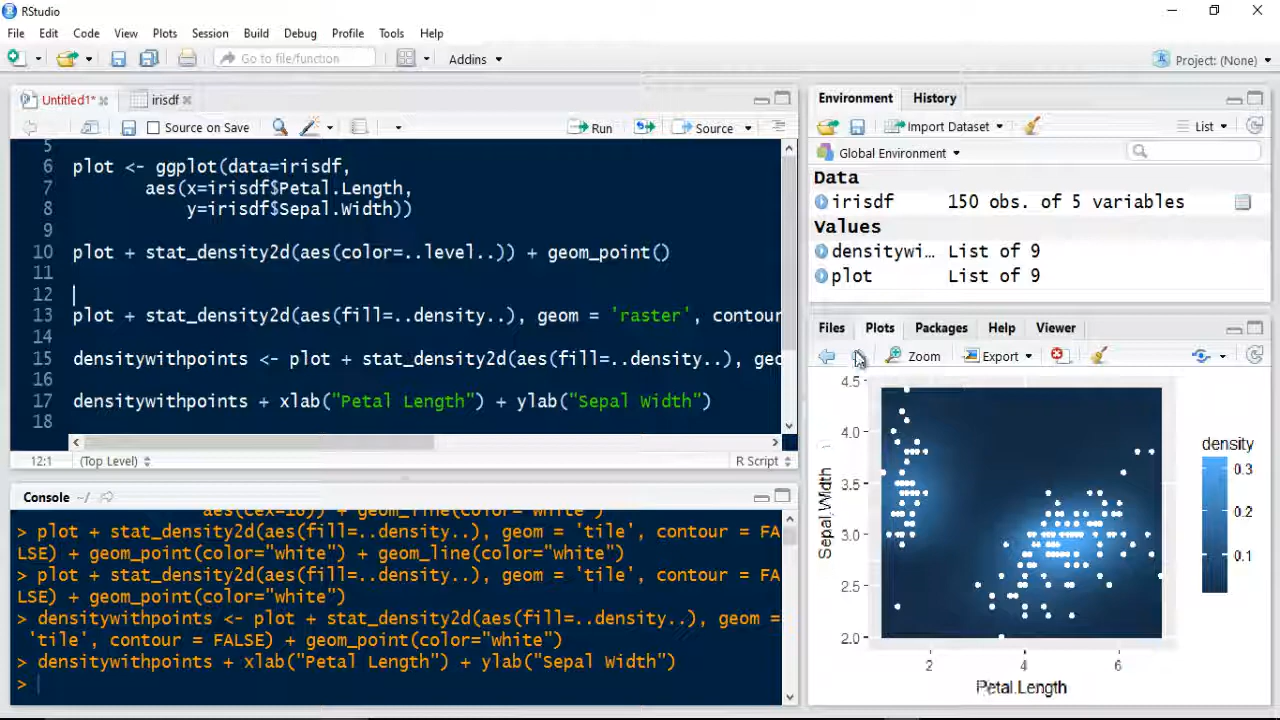 RStudio
File Edit Code View Plots Session Build Debug Profile Tools Help
Go to file/function Addins Project: (None)
Untitled1* irisdf
Source on Save Run Source
5
6 plot <- ggplot(data=irisdf,
7 aes(x=irisdf$Petal.Length,
8 y=irisdf$Sepal.Width))
9
10 plot + stat_density2d(aes(color=..level..)) + geom_point()
11
12
13 plot + stat_density2d(aes(fill=..density..), geom = 'raster', contour
14
15 densitywithpoints <- plot + stat_density2d(aes(fill=..density..), geo
16
17 densitywithpoints + xlab("Petal Length") + ylab("Sepal Width")
18
12:1 (Top Level) R Script
Console ~/
aes(cex=10)) + geom_line(color="white")
> plot + stat_density2d(aes(fill=..density..), geom = 'tile', contour = FA
LSE) + geom_point(color="white") + geom_line(color="white")
> plot + stat_density2d(aes(fill=..density..), geom = 'tile', contour = FA
LSE) + geom_point(color="white")
> densitywithpoints <- plot + stat_density2d(aes(fill=..density..), geom =
'tile', contour = FALSE) + geom_point(color="white")
> densitywithpoints + xlab("Petal Length") + ylab("Sepal Width")
>
Environment History
Import Dataset List
Global Environment
Data
irisdf 150 obs. of 5 variables
Values
densitywi… List of 9
plot List of 9
Files Plots Packages Help Viewer
Zoom Export
4.5
4.0
3.5
3.0
2.5
2.0
Sepal.Width
2 4 6
Petal.Length
density
0.3
0.2
0.1